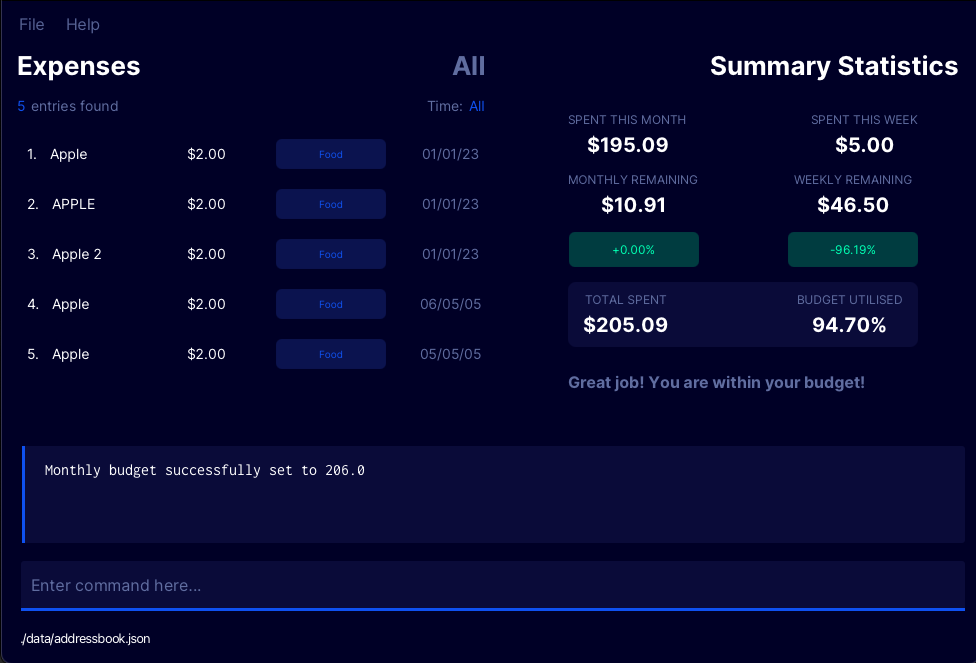 File Help
Expenses All Summary Statistics
5 entries found Time: All
SPENT THIS MONTH SPENT THIS WEEK
$195.09 $5.00
1. Apple $2.00 Food 01/01/23
MONTHLY REMAINING WEEKLY REMAINING
2. APPLE $2.00 Food 01/01/23
$10.91 $46.50
3. Apple 2 $2.00 Food 01/01/23
+0.00% -96.19%
4. Apple $2.00 Food 06/05/05
TOTAL SPENT BUDGET UTILISED
$205.09 94.70%
5. Apple $2.00 Food 05/05/05
Great job! You are within your budget!
Monthly budget successfully set to 206.0
Enter command here...
./data/addressbook.json